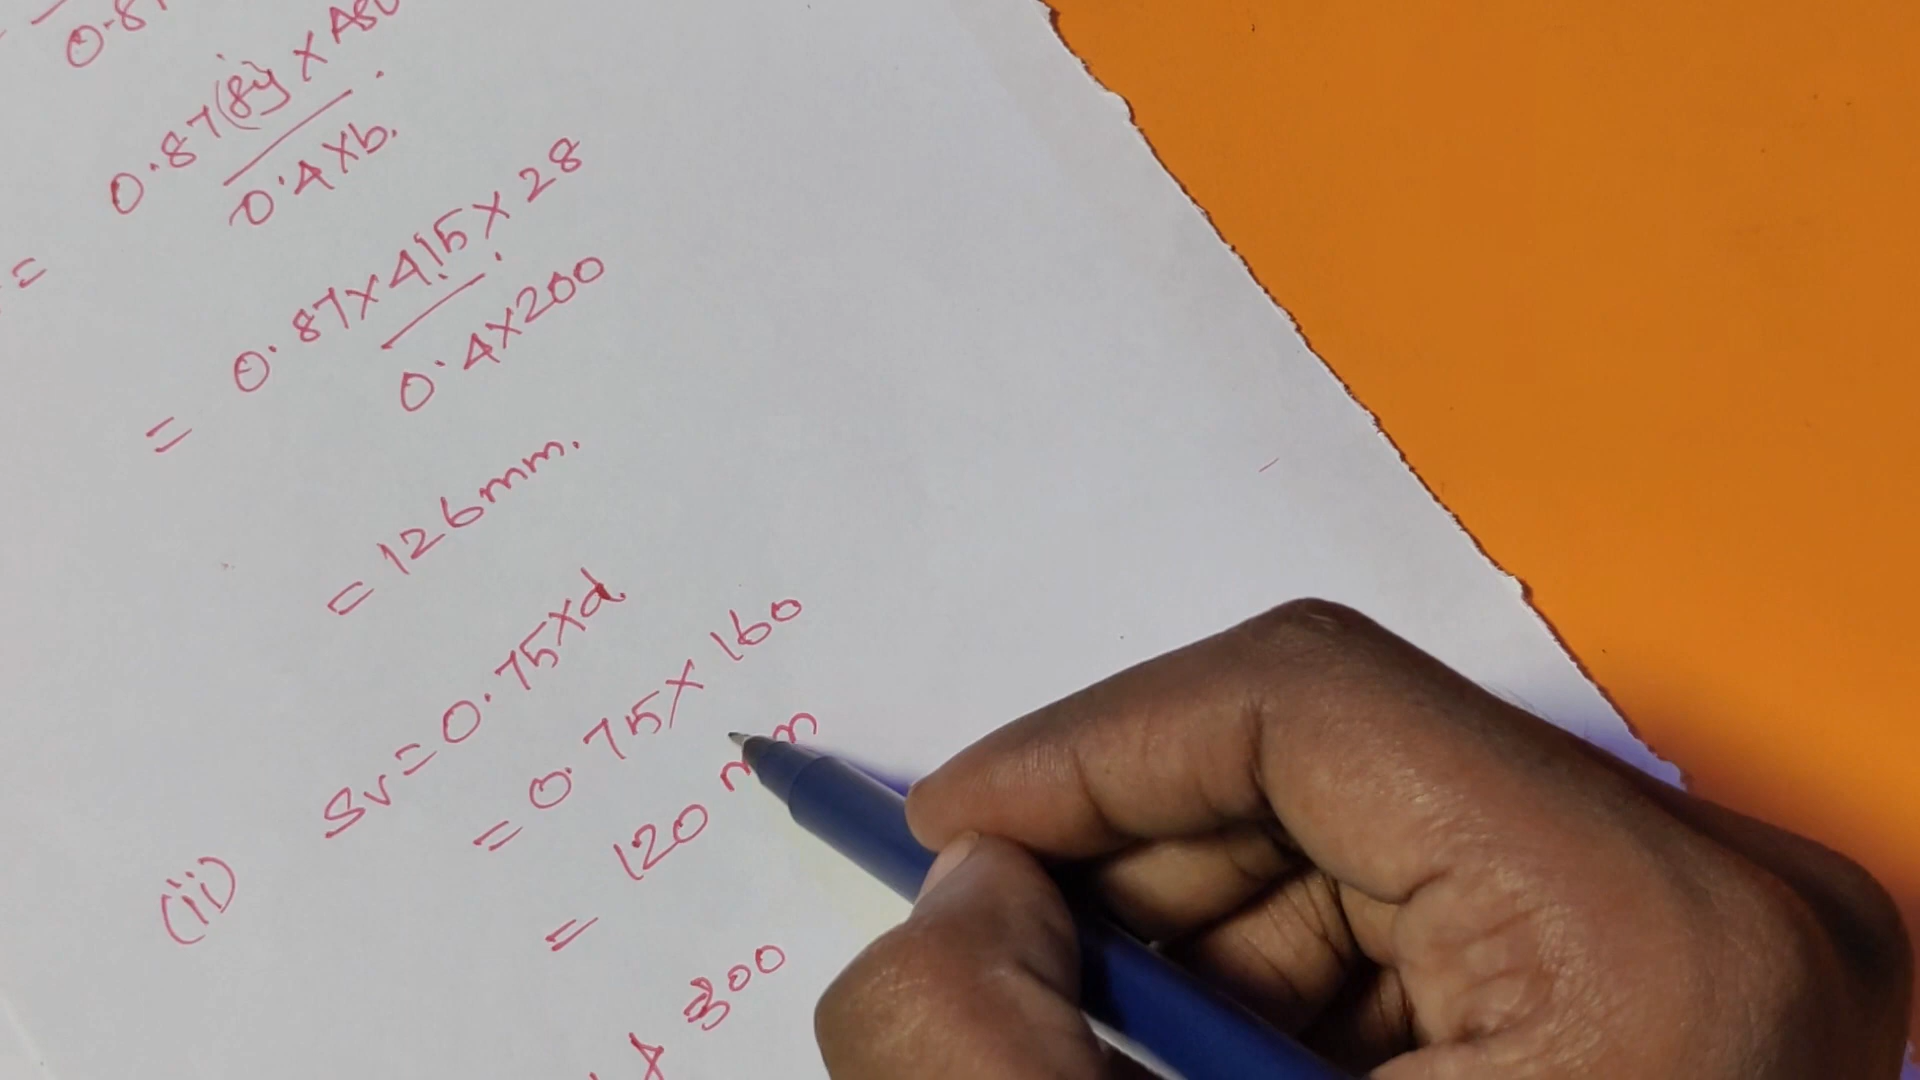 0.87(fy) X Asv
0.4 X b.
=
= 0.87 X 415 X 28
0.4 X 200
= 126mm.
(ii) Sv = 0.75 X d
= 0.75 X 160
= 120 mm
300